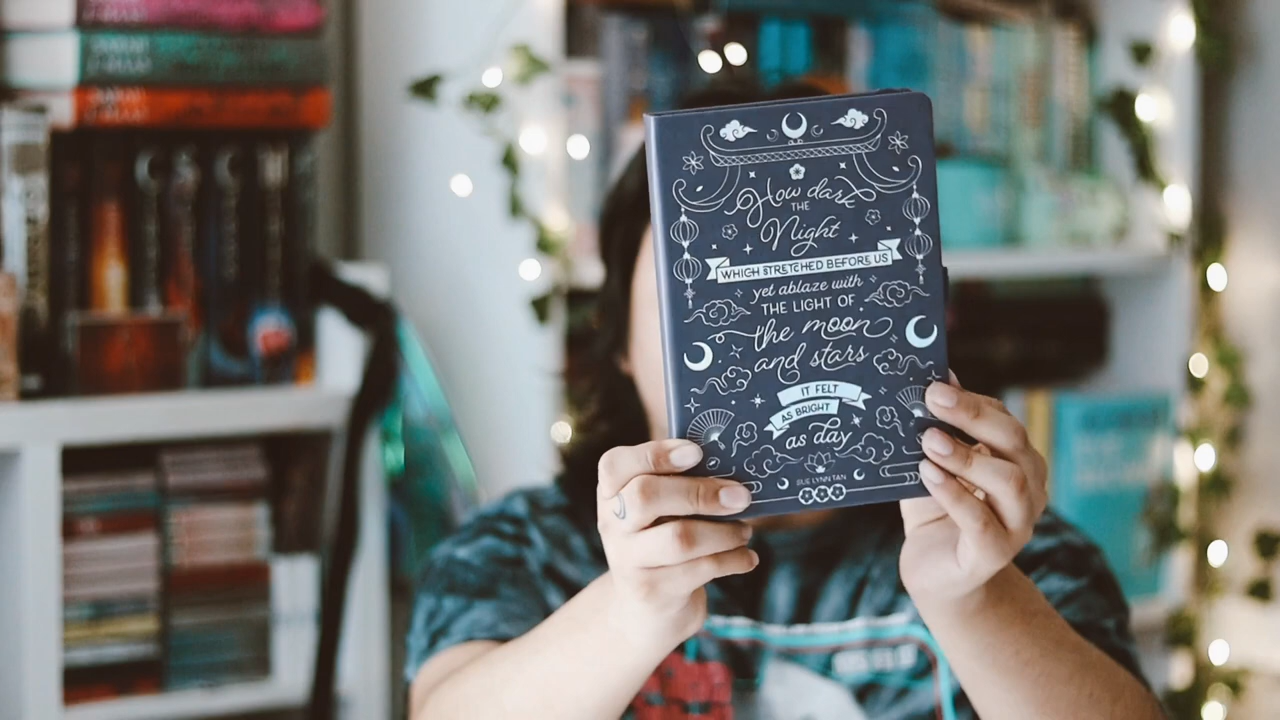 How dark
THE
Night
WHICH STRETCHED BEFORE US
yet ablaze with
THE LIGHT OF
the moon
and stars
IT FELT
AS BRIGHT
as day
SUE LYNN TAN